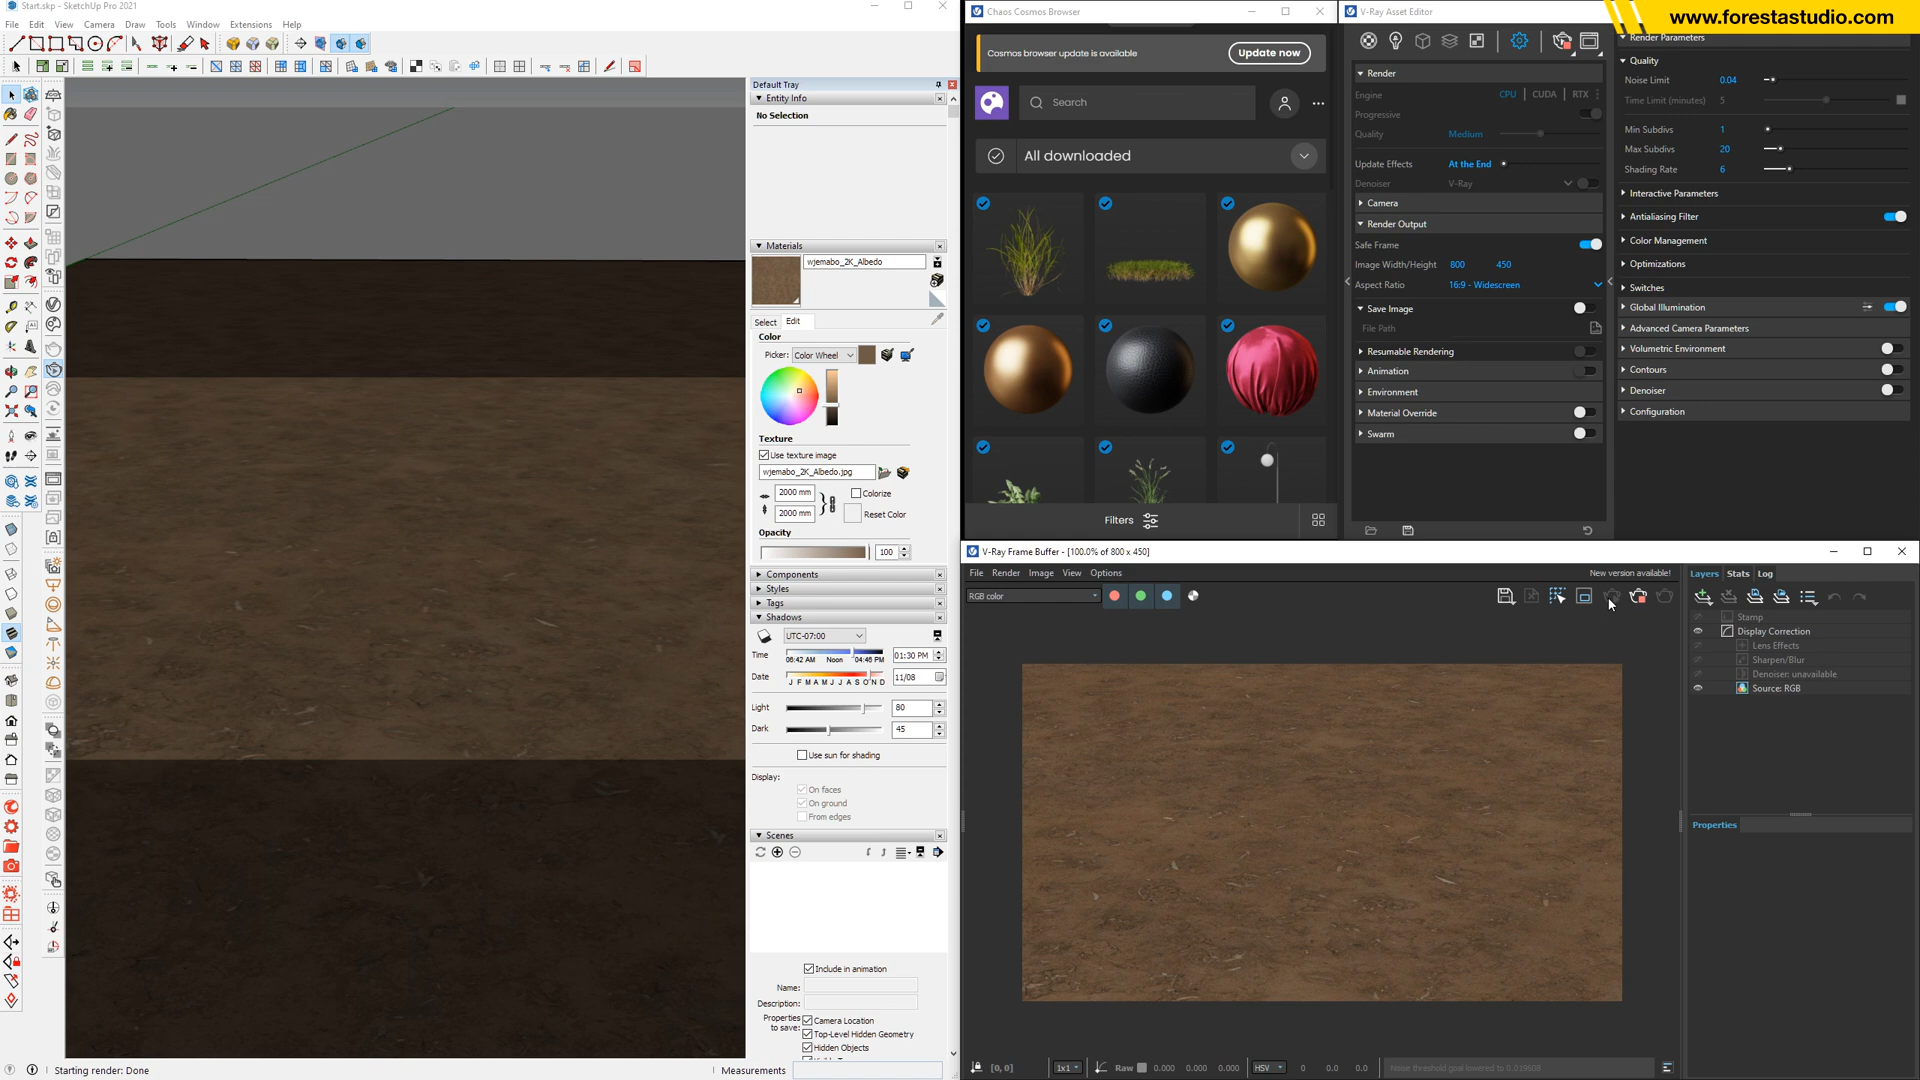 Start.skp - SketchUp Pro 2021
File Edit View Camera Draw Tools Window Extensions Help
Default Tray
Entity Info
No Selection
Materials
wjemabo_2K_Albedo
Select Edit
Color
Picker: Color Wheel
Texture
Use texture image
wjemabo_2K_Albedo.jpg
2000 mm
Colorize
2000 mm
Reset Color
Opacity
100
Components
Styles
Tags
Shadows
UTC-07:00
Time
06:42 AM Noon 04:46 PM
01:30 PM
Date
J F M A M J J A S O N D
11/08
Light 80
Dark 45
Use sun for shading
Display:
On faces
On ground
From edges
Scenes
Include in animation
Name:
Description:
Properties to save:
Camera Location
Top-Level Hidden Geometry
Hidden Objects
Starting render: Done
Measurements
Chaos Cosmos Browser
Cosmos browser update is available
Update now
Search
All downloaded
Filters
V-Ray Asset Editor
www.forestastudio.com
Render
Engine CPU CUDA RTX
Progressive
Quality Medium
Update Effects At the End
Denoiser V-Ray
Camera
Render Output
Safe Frame
Image Width/Height 800 450
Aspect Ratio 16:9 - Widescreen
Save Image
File Path
Resumable Rendering
Animation
Environment
Material Override
Swarm
Render Parameters
Quality
Noise Limit 0.04
Time Limit (minutes) 5
Min Subdivs 1
Max Subdivs 20
Shading Rate 6
Interactive Parameters
Antialiasing Filter
Color Management
Optimizations
Switches
Global Illumination
Advanced Camera Parameters
Volumetric Environment
Contours
Denoiser
Configuration
V-Ray Frame Buffer - [100.0% of 800 x 450]
File Render Image View Options
New version available!
RGB color
Layers Stats Log
Stamp
Display Correction
Lens Effects
Sharpen/Blur
Denoiser: unavailable
Source: RGB
Properties
[0, 0]
1x1
Raw 0.000 0.000 0.000
HSV 0 0.0 0.0
Noise threshold goal lowered to 0.019608